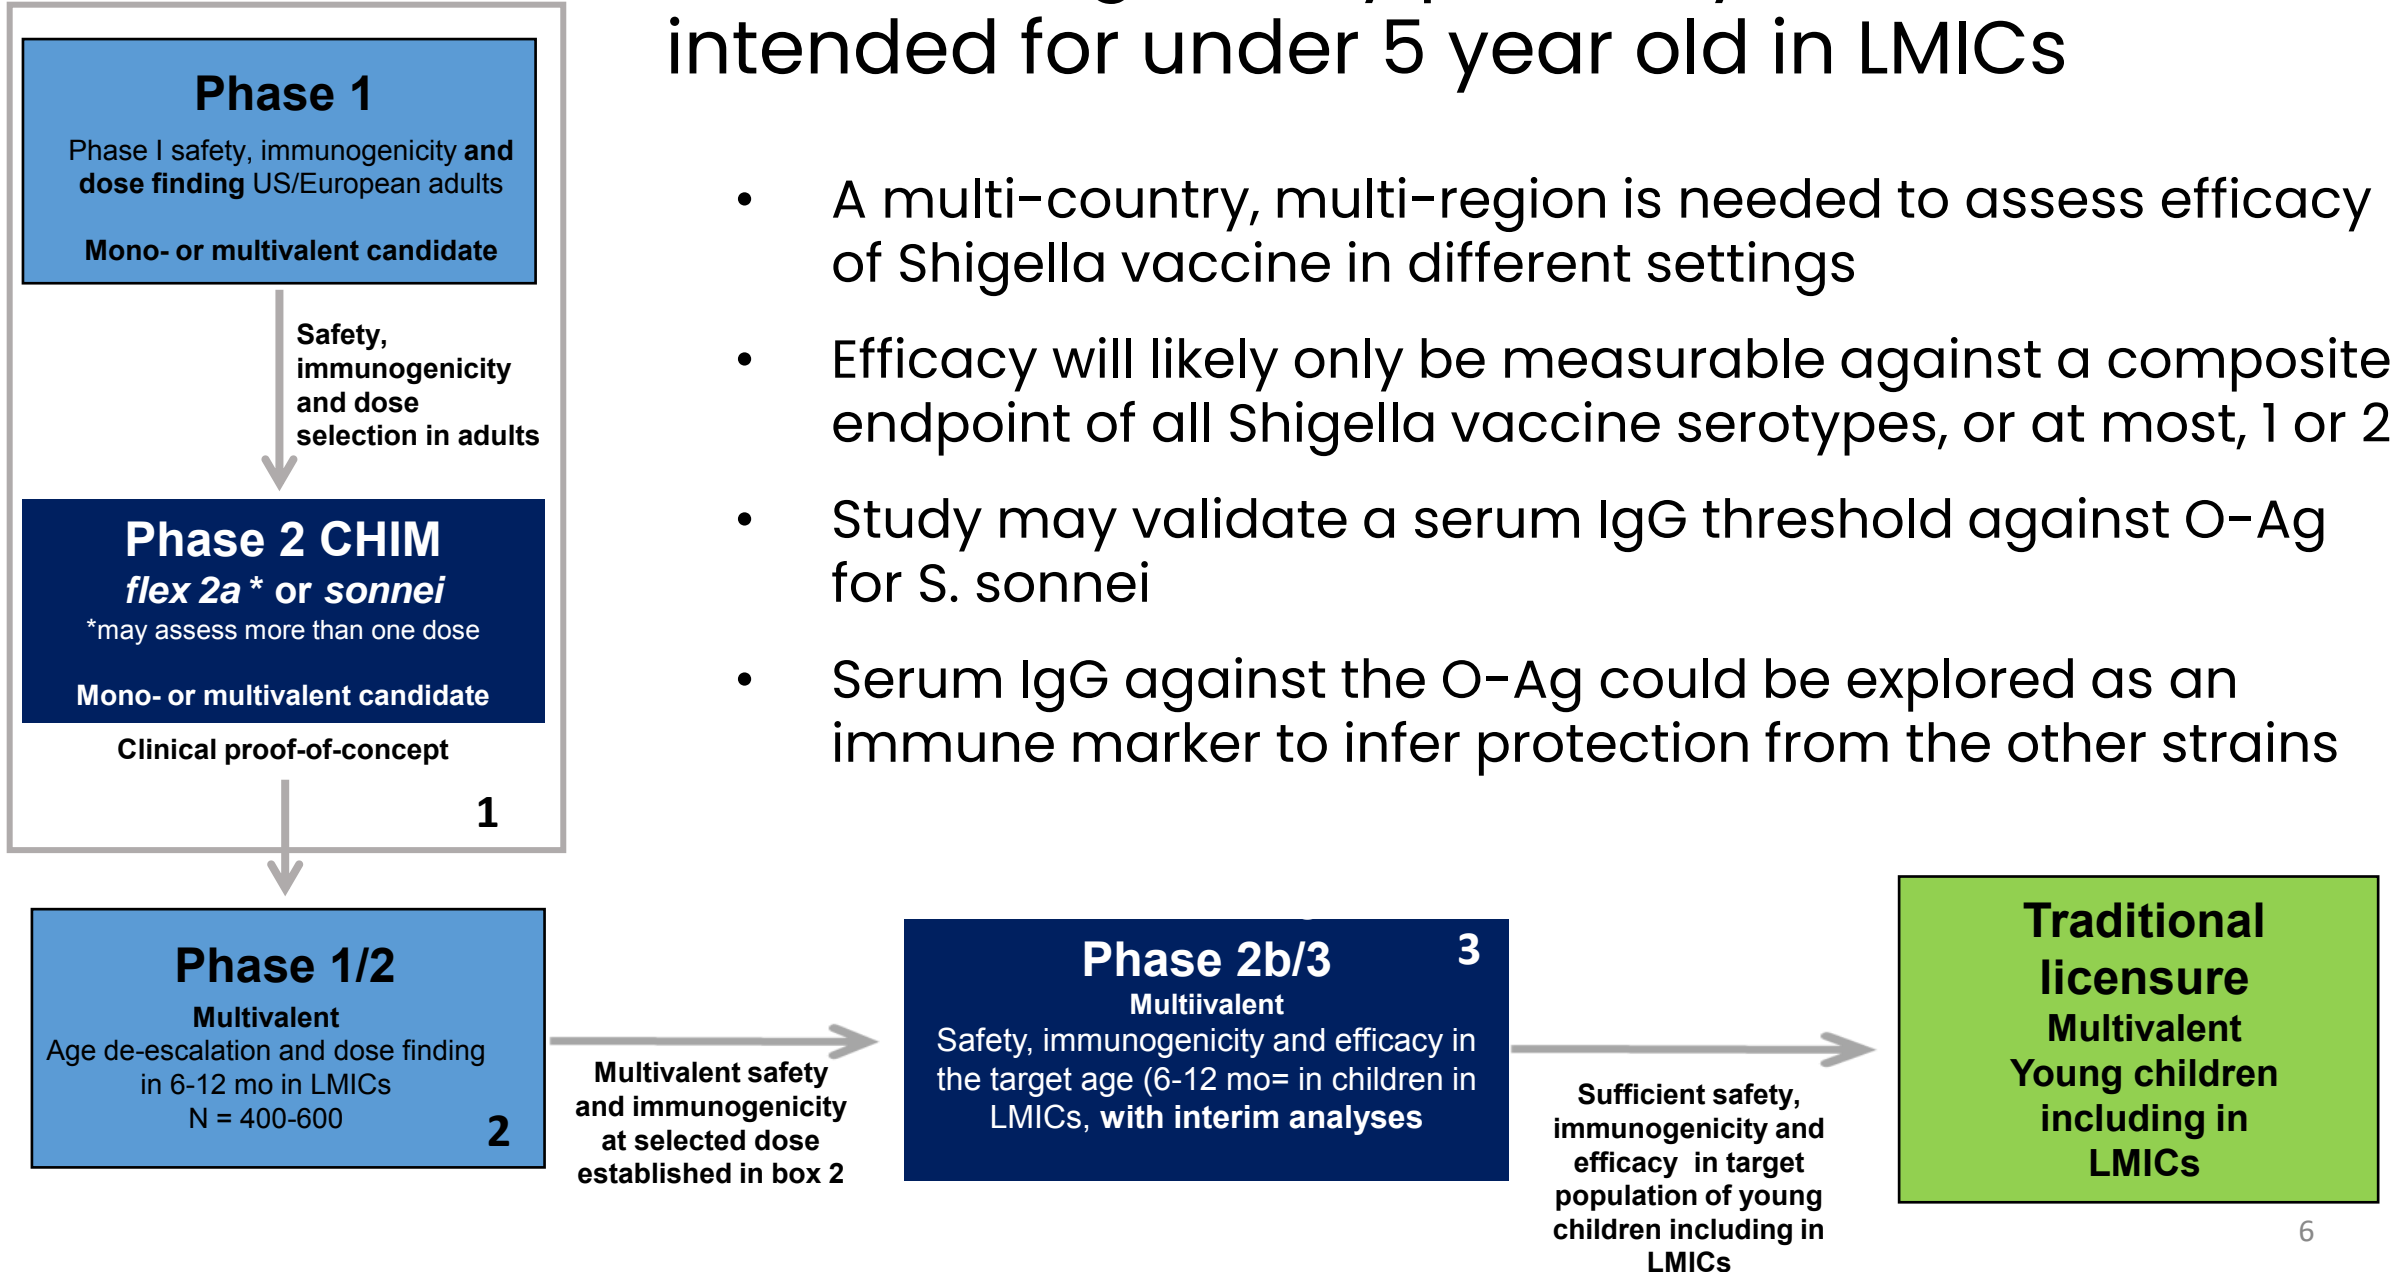 intended for under 5 year old in LMICs
Phase 1
Phase I safety, immunogenicity and
dose finding US/European adults
Mono- or multivalent candidate
Safety,
immunogenicity
and dose
selection in adults
Phase 2 CHIM
flex 2a * or sonnei
*may assess more than one dose
Mono- or multivalent candidate
Clinical proof-of-concept
1
• A multi-country, multi-region is needed to assess efficacy
of Shigella vaccine in different settings
• Efficacy will likely only be measurable against a composite
endpoint of all Shigella vaccine serotypes, or at most, 1 or 2
• Study may validate a serum IgG threshold against O-Ag
for S. sonnei
• Serum IgG against the O-Ag could be explored as an
immune marker to infer protection from the other strains
Phase 1/2
Multivalent
Age de-escalation and dose finding
in 6-12 mo in LMICs
N = 400-600
2
Multivalent safety
and immunogenicity
at selected dose
established in box 2
Phase 2b/3
3
Multiivalent
Safety, immunogenicity and efficacy in
the target age (6-12 mo= in children in
LMICs, with interim analyses
Sufficient safety,
immunogenicity and
efficacy in target
population of young
children including in
LMICs
Traditional
licensure
Multivalent
Young children
including in
LMICs
6